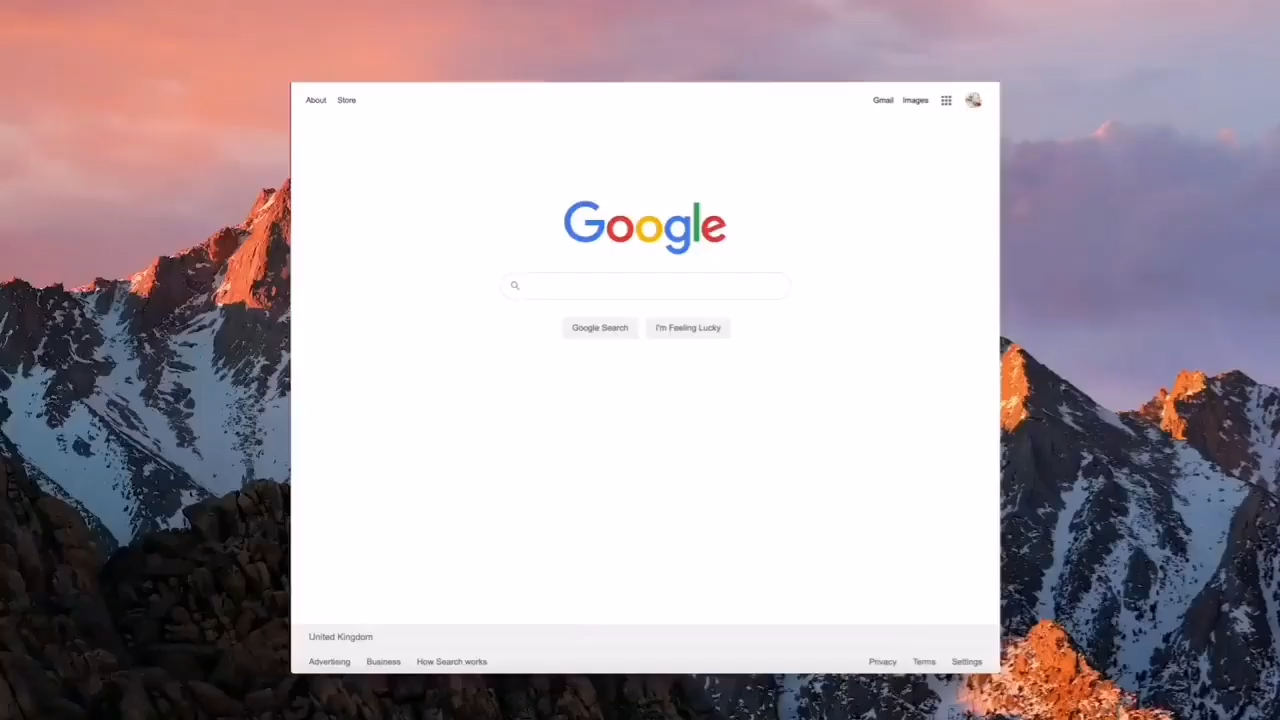 About Store Gmail Images
Google
Google Search I'm Feeling Lucky
United Kingdom
Advertising Business How Search works Privacy Terms Settings